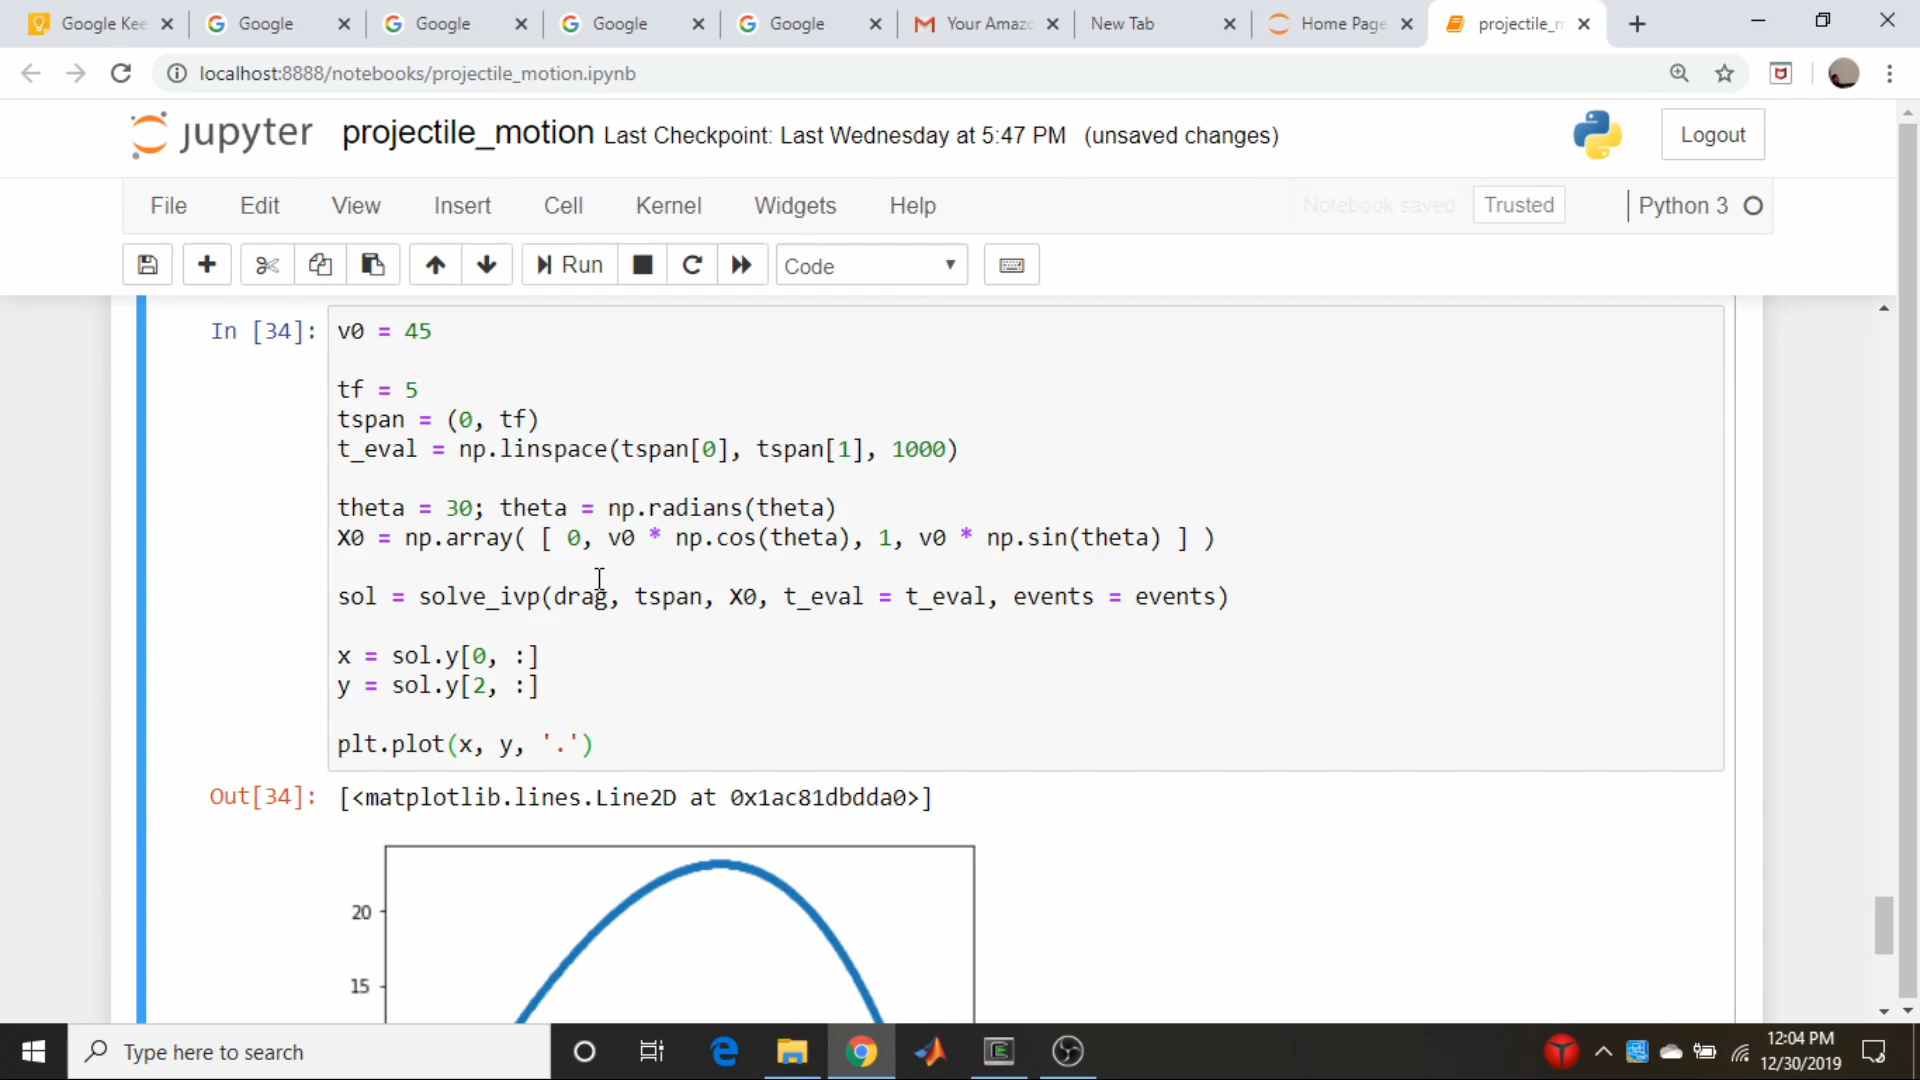 Google Kee
Google
Google
Google
Google
Your Amazo
New Tab
Home Page
projectile_m
localhost:8888/notebooks/projectile_motion.ipynb
jupyter projectile_motion Last Checkpoint: Last Wednesday at 5:47 PM (unsaved changes)
Logout
File Edit View Insert Cell Kernel Widgets Help
Notebook saved
Trusted
Python 3
Run
Code
In [34]: v0 = 45
tf = 5
tspan = (0, tf)
t_eval = np.linspace(tspan[0], tspan[1], 1000)
theta = 30; theta = np.radians(theta)
X0 = np.array( [ 0, v0 * np.cos(theta), 1, v0 * np.sin(theta) ] )
sol = solve_ivp(drag, tspan, X0, t_eval = t_eval, events = events)
x = sol.y[0, :]
y = sol.y[2, :]
plt.plot(x, y, '.')
Out[34]: [<matplotlib.lines.Line2D at 0x1ac81dbdda0>]
20
15
Type here to search
12:04 PM
12/30/2019